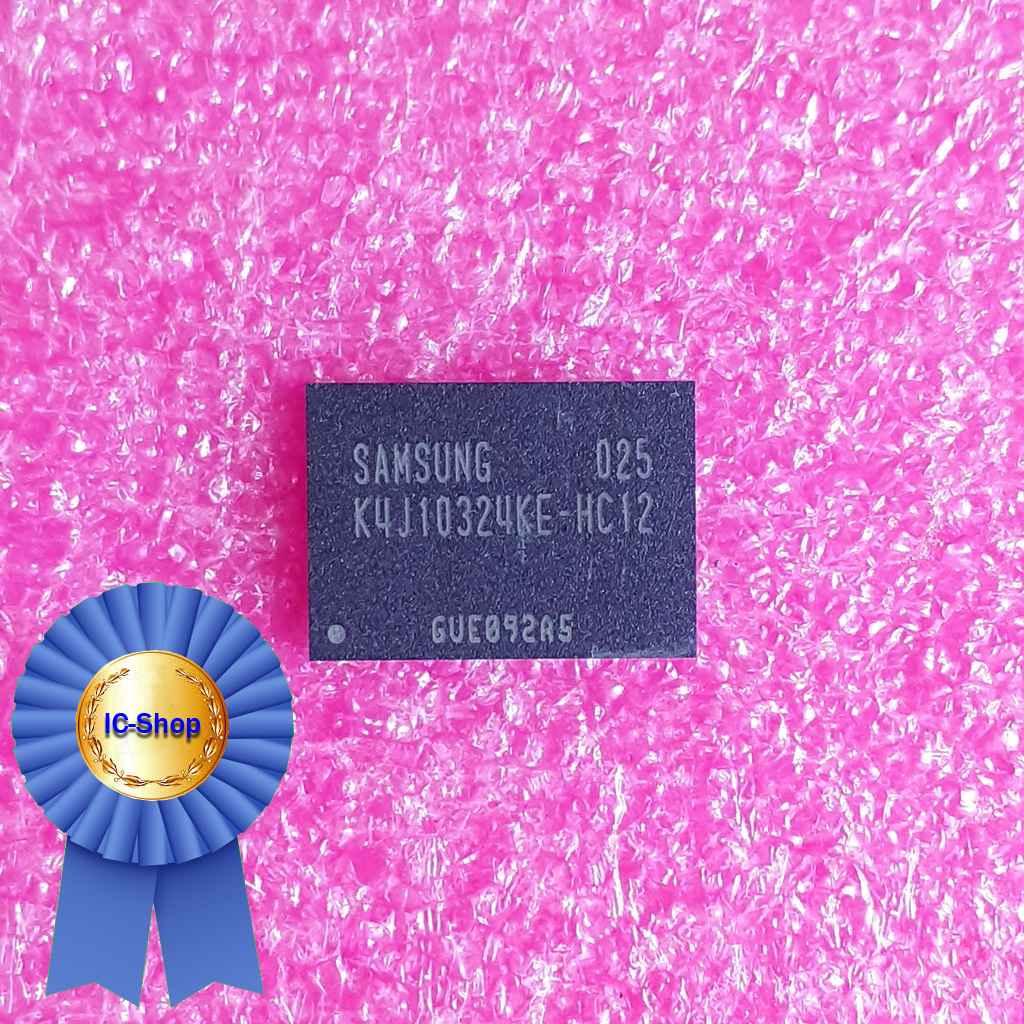 SAMSUNG 025
K4J10324KE-HC12
GUE092A5
IC-Shop